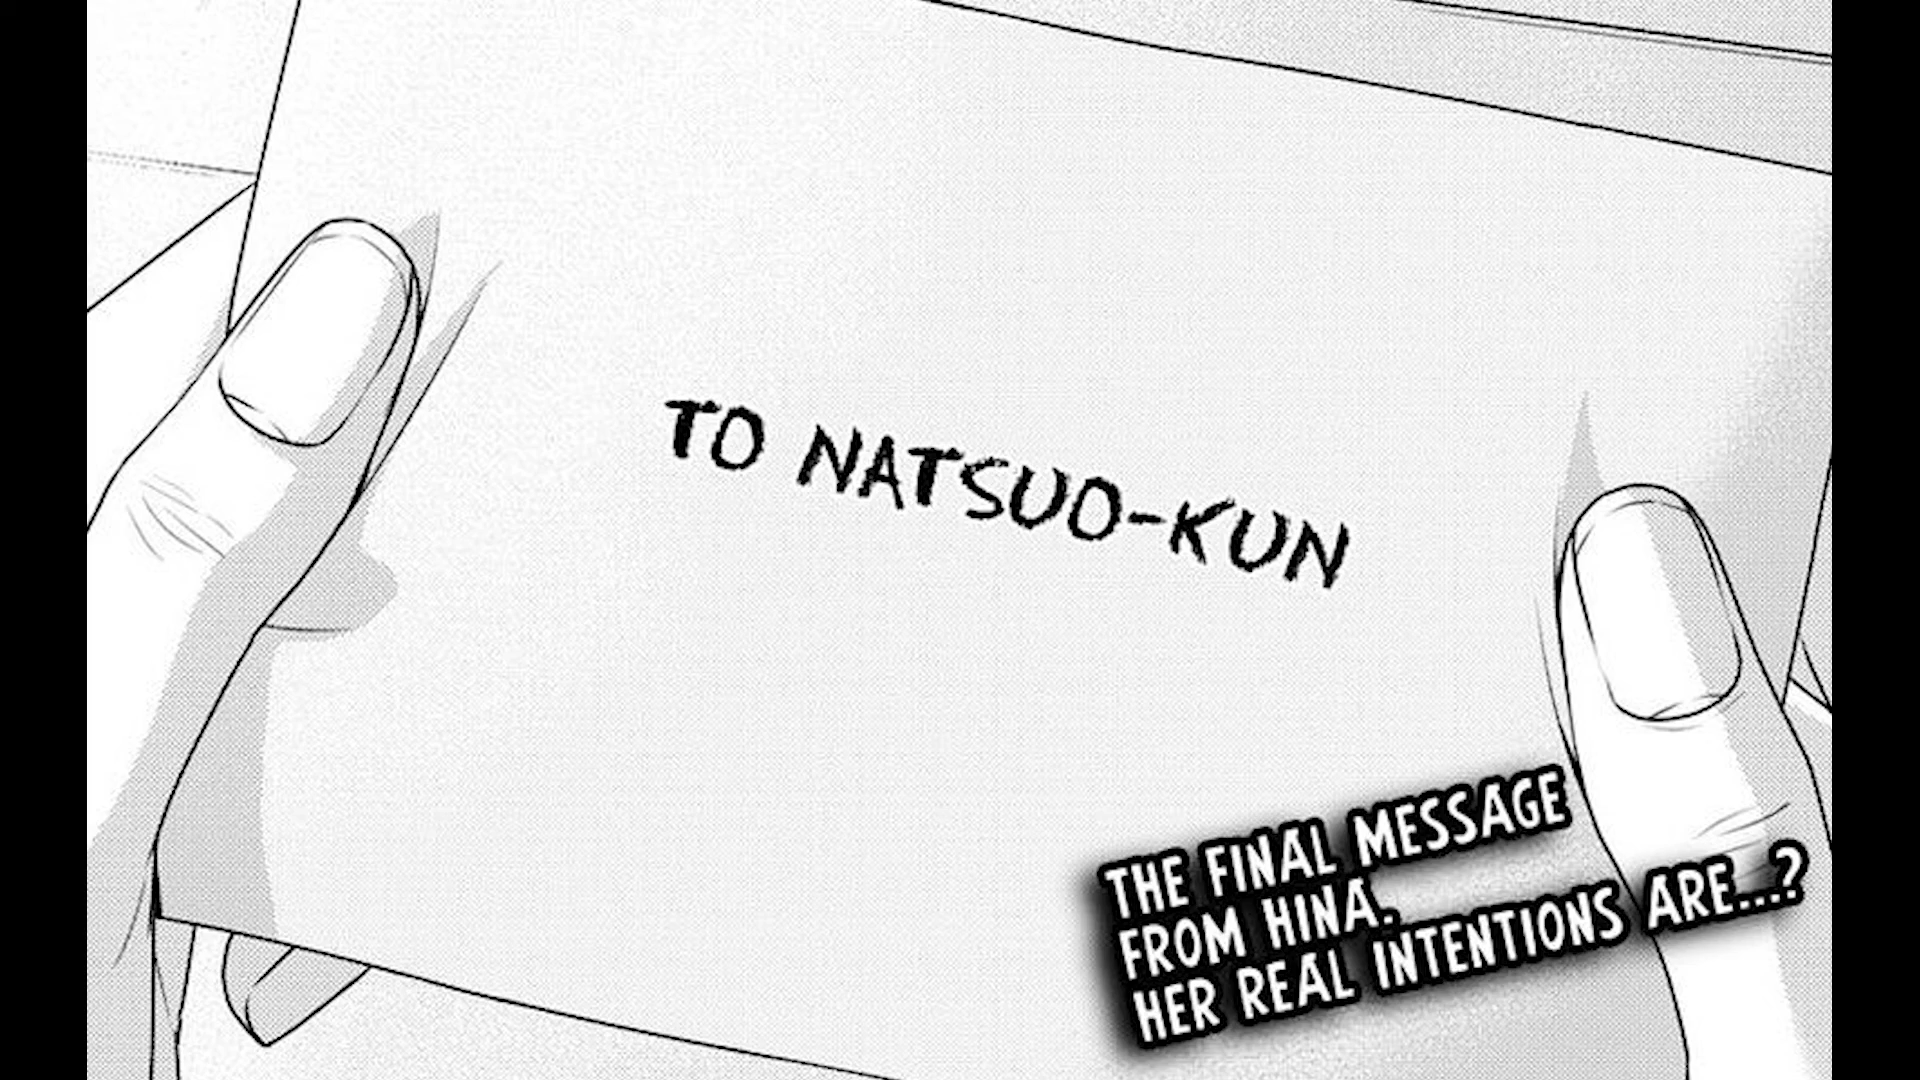 TO NATSUO-KUN
THE FINAL MESSAGE
FROM HINA.
HER REAL INTENTIONS ARE...?